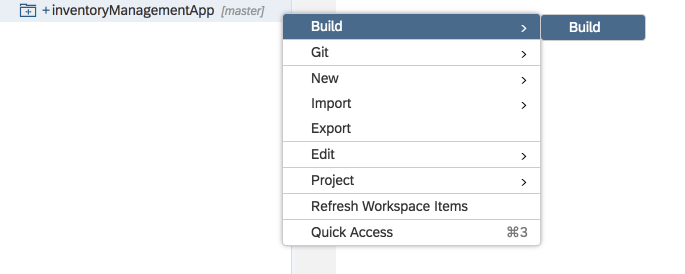 +inventoryManagementApp [master]
Build > Build
Git >
New >
Import >
Export
Edit >
Project >
Refresh Workspace Items
Quick Access ⌘3